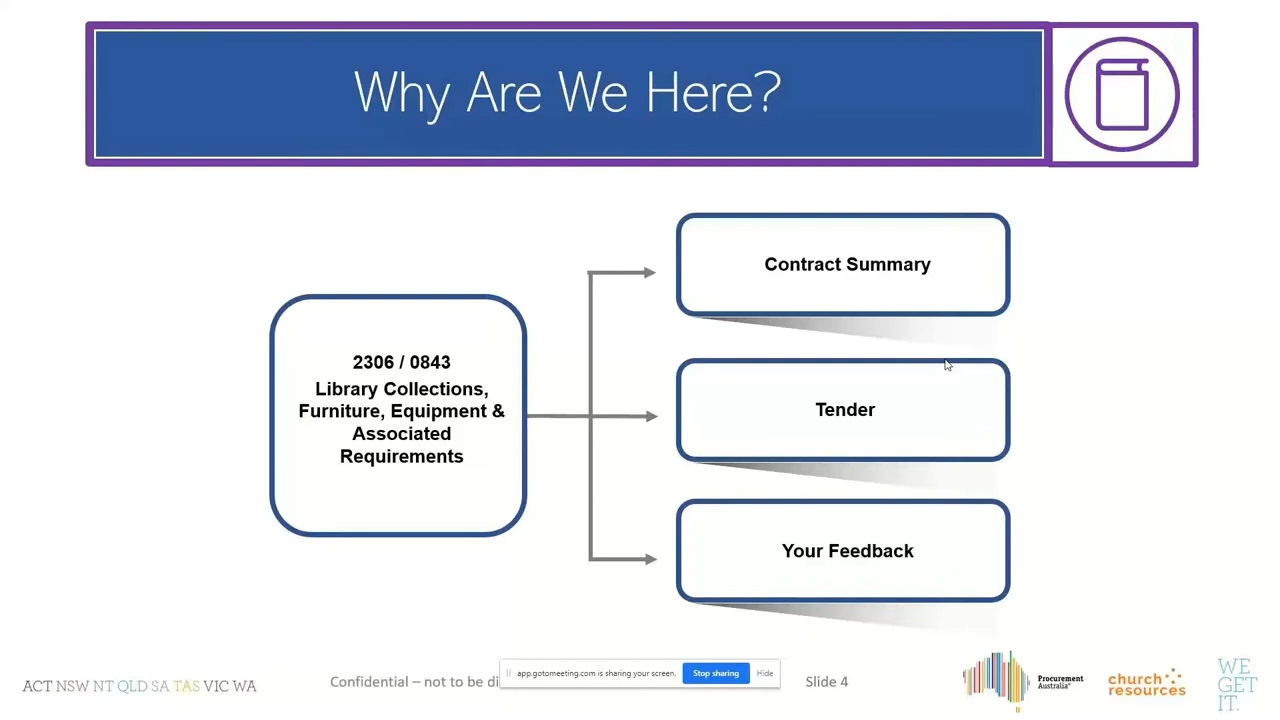 Why Are We Here?
2306 / 0843
Library Collections,
Furniture, Equipment &
Associated
Requirements
Contract Summary
Tender
Your Feedback
ACT NSW NT QLD SA TAS VIC WA
Confidential – not to be di
app.gotomeeting.com is sharing your screen.
Stop sharing
Hide
Slide 4
Procurement
Australia
church
resources
WE
GET
IT.